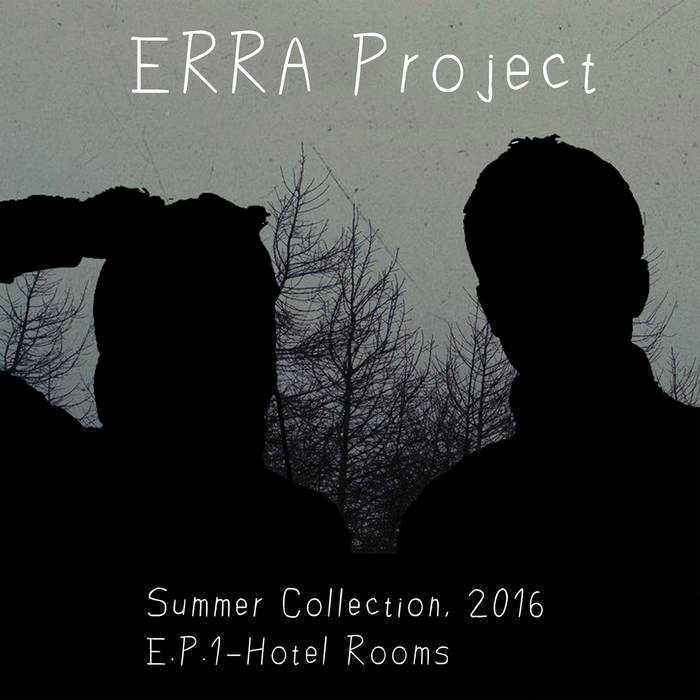 ERRA Project
Summer Collection, 2016
E.P.1-Hotel Rooms